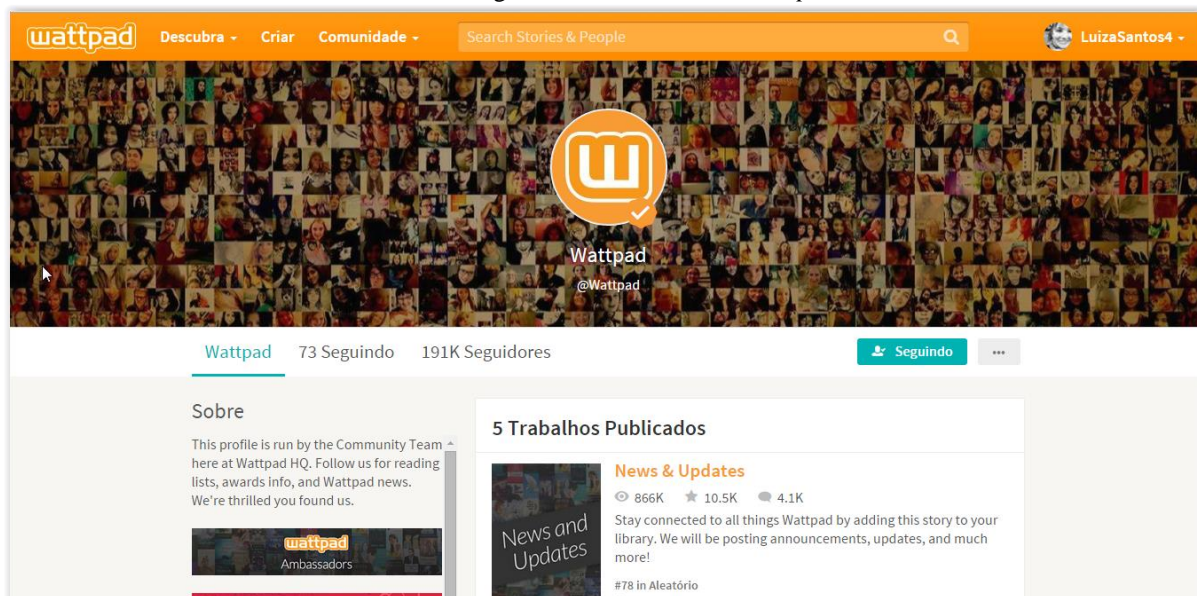 wattpad Descubra Criar Comunidade Search Stories & People LuizaSantos4
Wattpad
@Wattpad
Wattpad 73 Seguindo 191K Seguidores Seguindo ...
Sobre
This profile is run by the Community Team
here at Wattpad HQ. Follow us for reading
lists, awards info, and Wattpad news.
We're thrilled you found us.
wattpad
Ambassadors
5 Trabalhos Publicados
News and
Updates
News & Updates
866K 10.5K 4.1K
Stay connected to all things Wattpad by adding this story to your
library. We will be posting announcements, updates, and much
more!
#78 in Aleatório